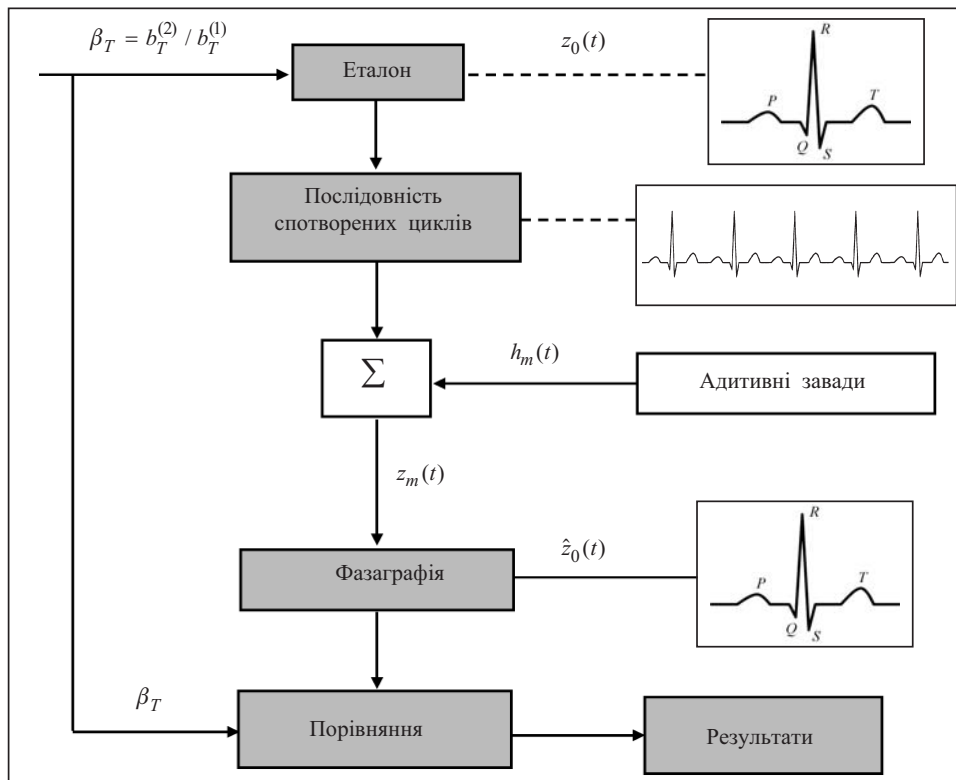 β_T = b_T^(2) / b_T^(1)
z_0(t)
Еталон
R
P
T
Q
S
Послідовність
спотворених циклів
h_m(t)
Σ
Адитивні завади
z_m(t)
ẑ_0(t)
Фазаграфія
R
P
T
Q
S
β_T
Порівняння
Результати